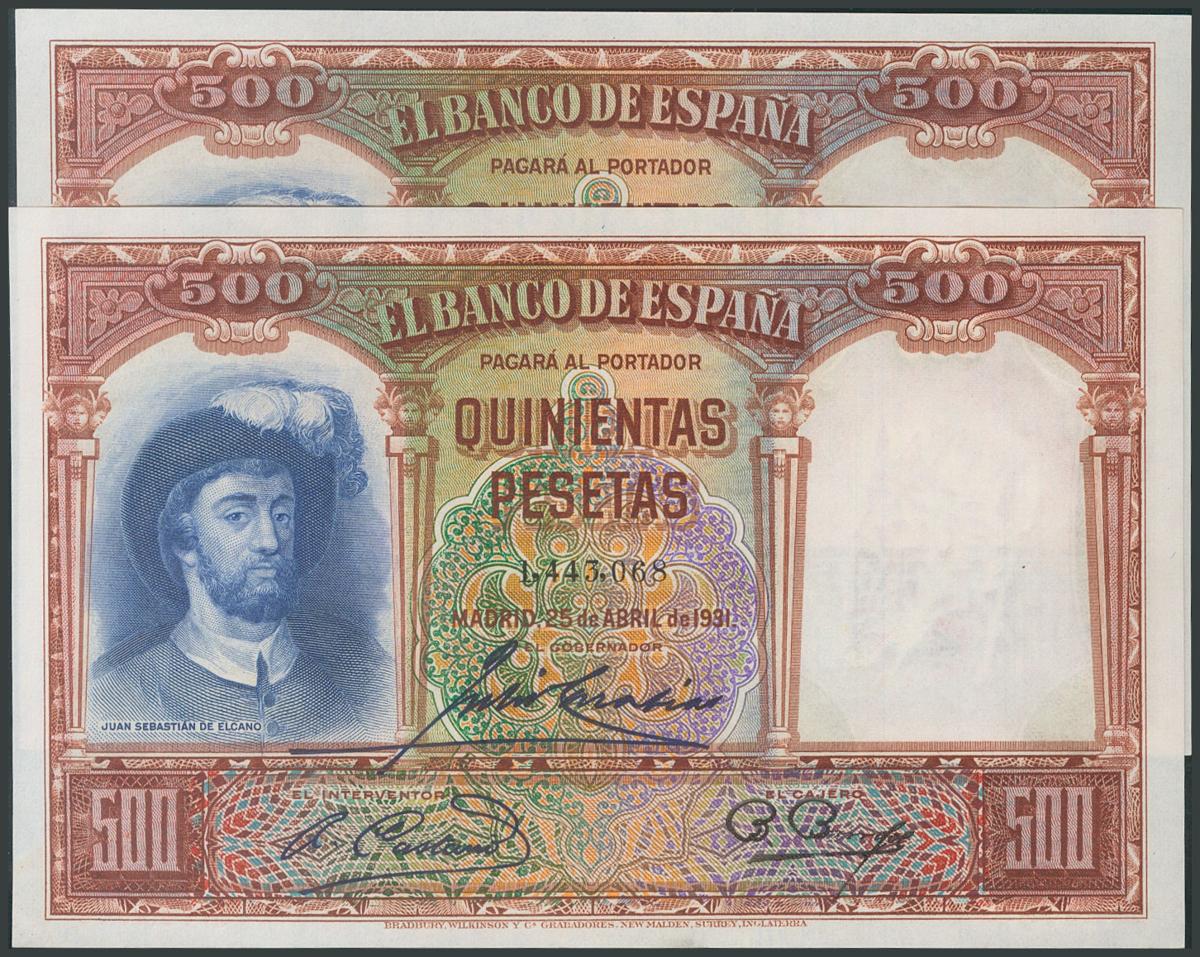 500 500
EL BANCO DE ESPAÑA
PAGARÁ AL PORTADOR
500 500
EL BANCO DE ESPAÑA
PAGARÁ AL PORTADOR
QUINIENTAS
PESETAS
1,443,068
MADRID, 25 de ABRIL de 1931
EL GOBERNADOR
JUAN SEBASTIÁN DE ELCANO
EL INTERVENTOR EL CAJERO
500 500
BRADBURY, WILKINSON Y Cª GRABADORES, NEW MALDEN, SURREY, INGLATERRA